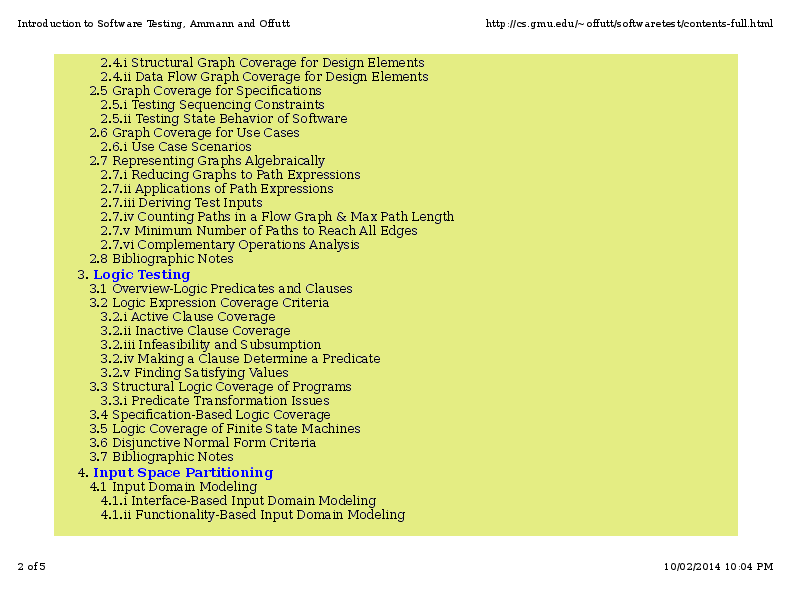 Introduction to Software Testing, Ammann and Offutt
http://cs.gmu.edu/~offutt/softwaretest/contents-full.html
2.4.i Structural Graph Coverage for Design Elements
2.4.ii Data Flow Graph Coverage for Design Elements
2.5 Graph Coverage for Specifications
2.5.i Testing Sequencing Constraints
2.5.ii Testing State Behavior of Software
2.6 Graph Coverage for Use Cases
2.6.i Use Case Scenarios
2.7 Representing Graphs Algebraically
2.7.i Reducing Graphs to Path Expressions
2.7.ii Applications of Path Expressions
2.7.iii Deriving Test Inputs
2.7.iv Counting Paths in a Flow Graph & Max Path Length
2.7.v Minimum Number of Paths to Reach All Edges
2.7.vi Complementary Operations Analysis
2.8 Bibliographic Notes
3. Logic Testing
3.1 Overview-Logic Predicates and Clauses
3.2 Logic Expression Coverage Criteria
3.2.i Active Clause Coverage
3.2.ii Inactive Clause Coverage
3.2.iii Infeasibility and Subsumption
3.2.iv Making a Clause Determine a Predicate
3.2.v Finding Satisfying Values
3.3 Structural Logic Coverage of Programs
3.3.i Predicate Transformation Issues
3.4 Specification-Based Logic Coverage
3.5 Logic Coverage of Finite State Machines
3.6 Disjunctive Normal Form Criteria
3.7 Bibliographic Notes
4. Input Space Partitioning
4.1 Input Domain Modeling
4.1.i Interface-Based Input Domain Modeling
4.1.ii Functionality-Based Input Domain Modeling
2 of 5
10/02/2014 10:04 PM